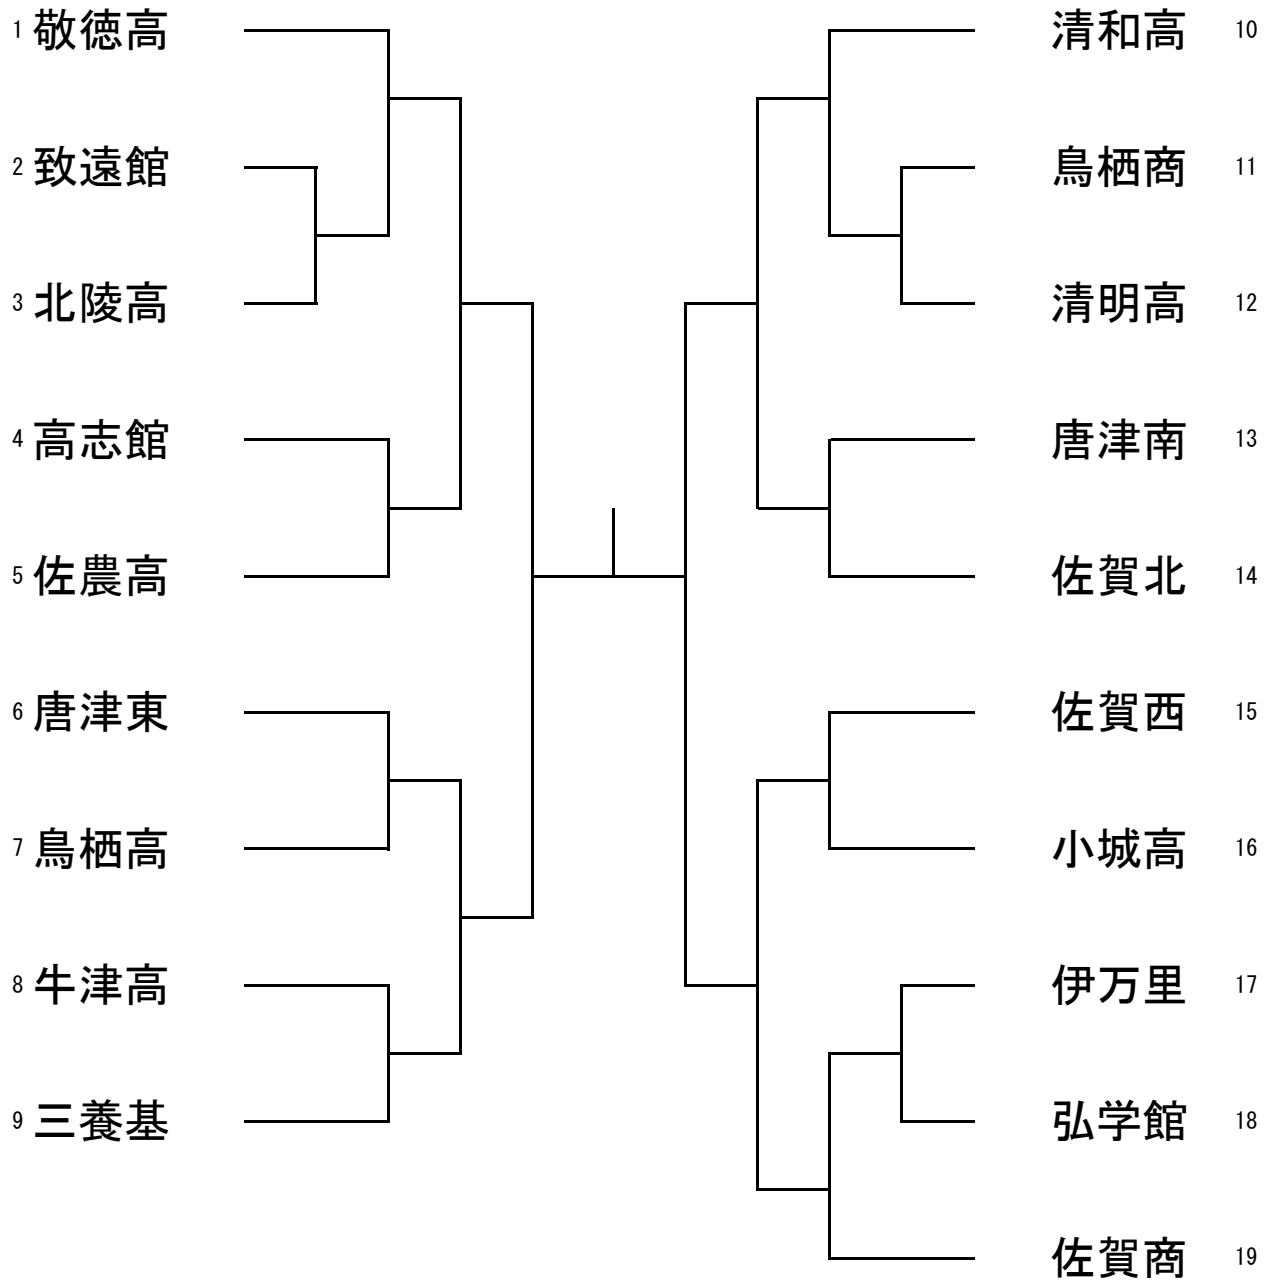 1 敬徳高
2 致遠館
3 北陵高
4 高志館
5 佐農高
6 唐津東
7 鳥栖高
8 牛津高
9 三養基
清和高 10
鳥栖商 11
清明高 12
唐津南 13
佐賀北 14
佐賀西 15
小城高 16
伊万里 17
弘学館 18
佐賀商 19